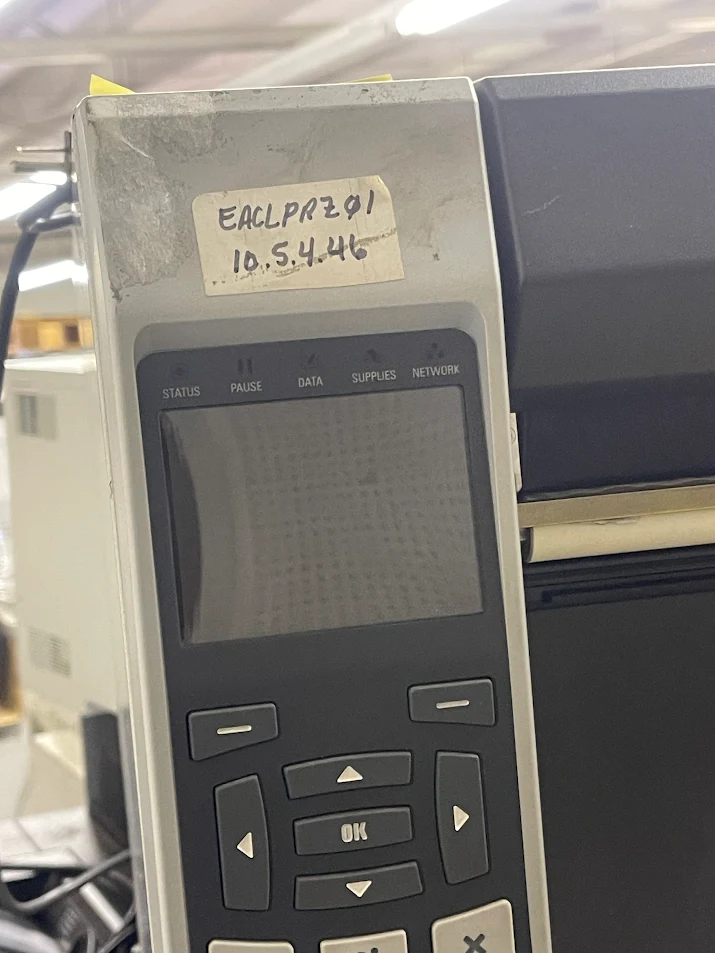 EACLPRZ01
10.5.4.46
STATUS PAUSE DATA SUPPLIES NETWORK
OK